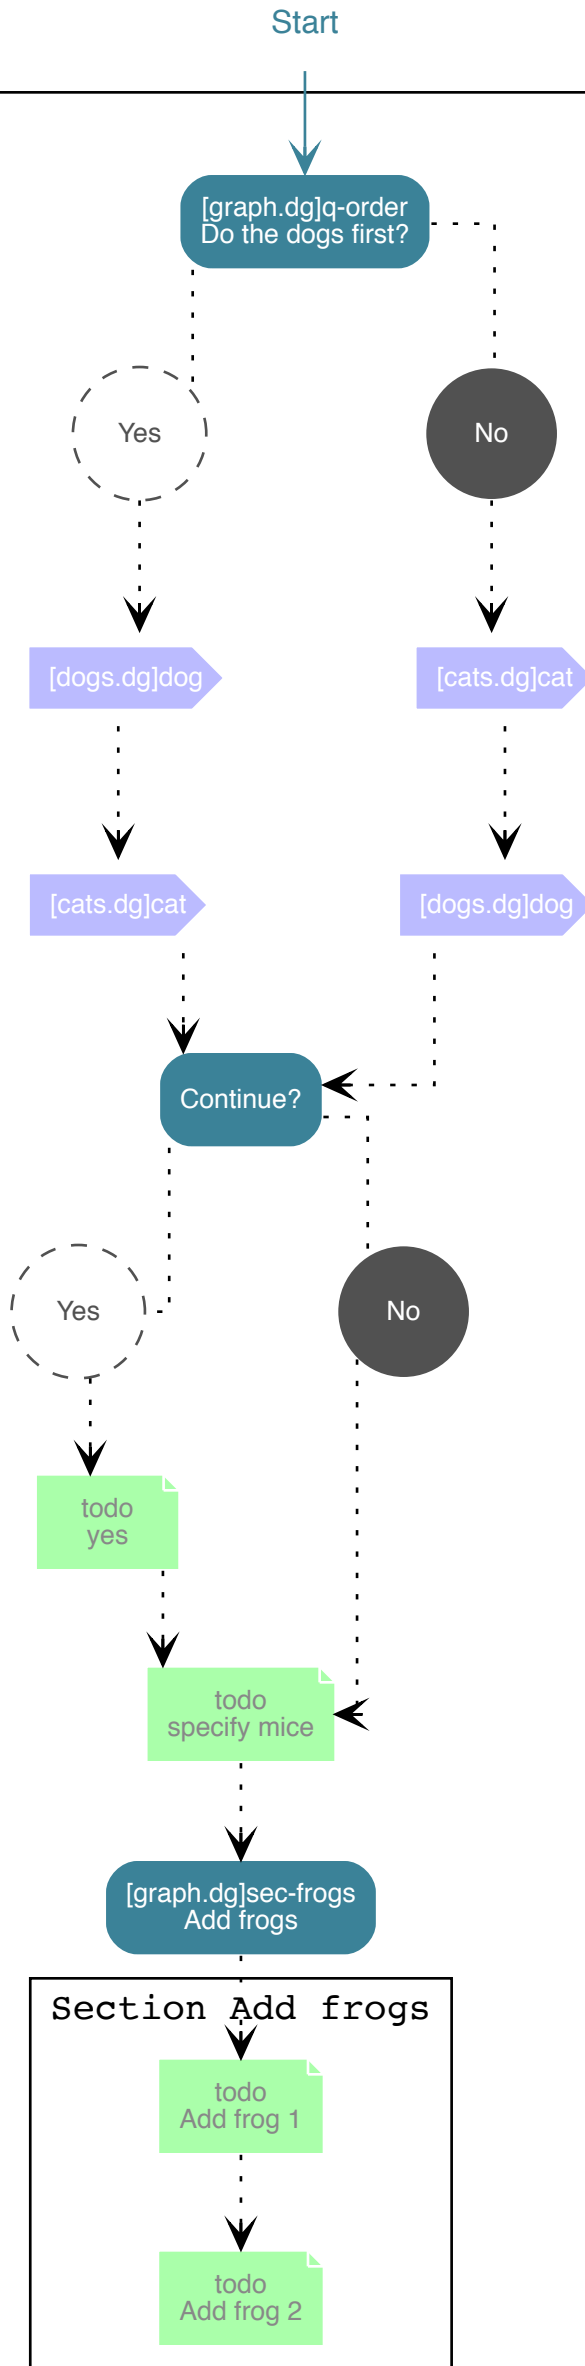 Start
[graph.dg]q-order
Do the dogs first?
Yes
No
[dogs.dg]dog
[cats.dg]cat
[cats.dg]cat
[dogs.dg]dog
Continue?
Yes
No
todo
yes
todo
specify mice
[graph.dg]sec-frogs
Add frogs
Section Add frogs
todo
Add frog 1
todo
Add frog 2